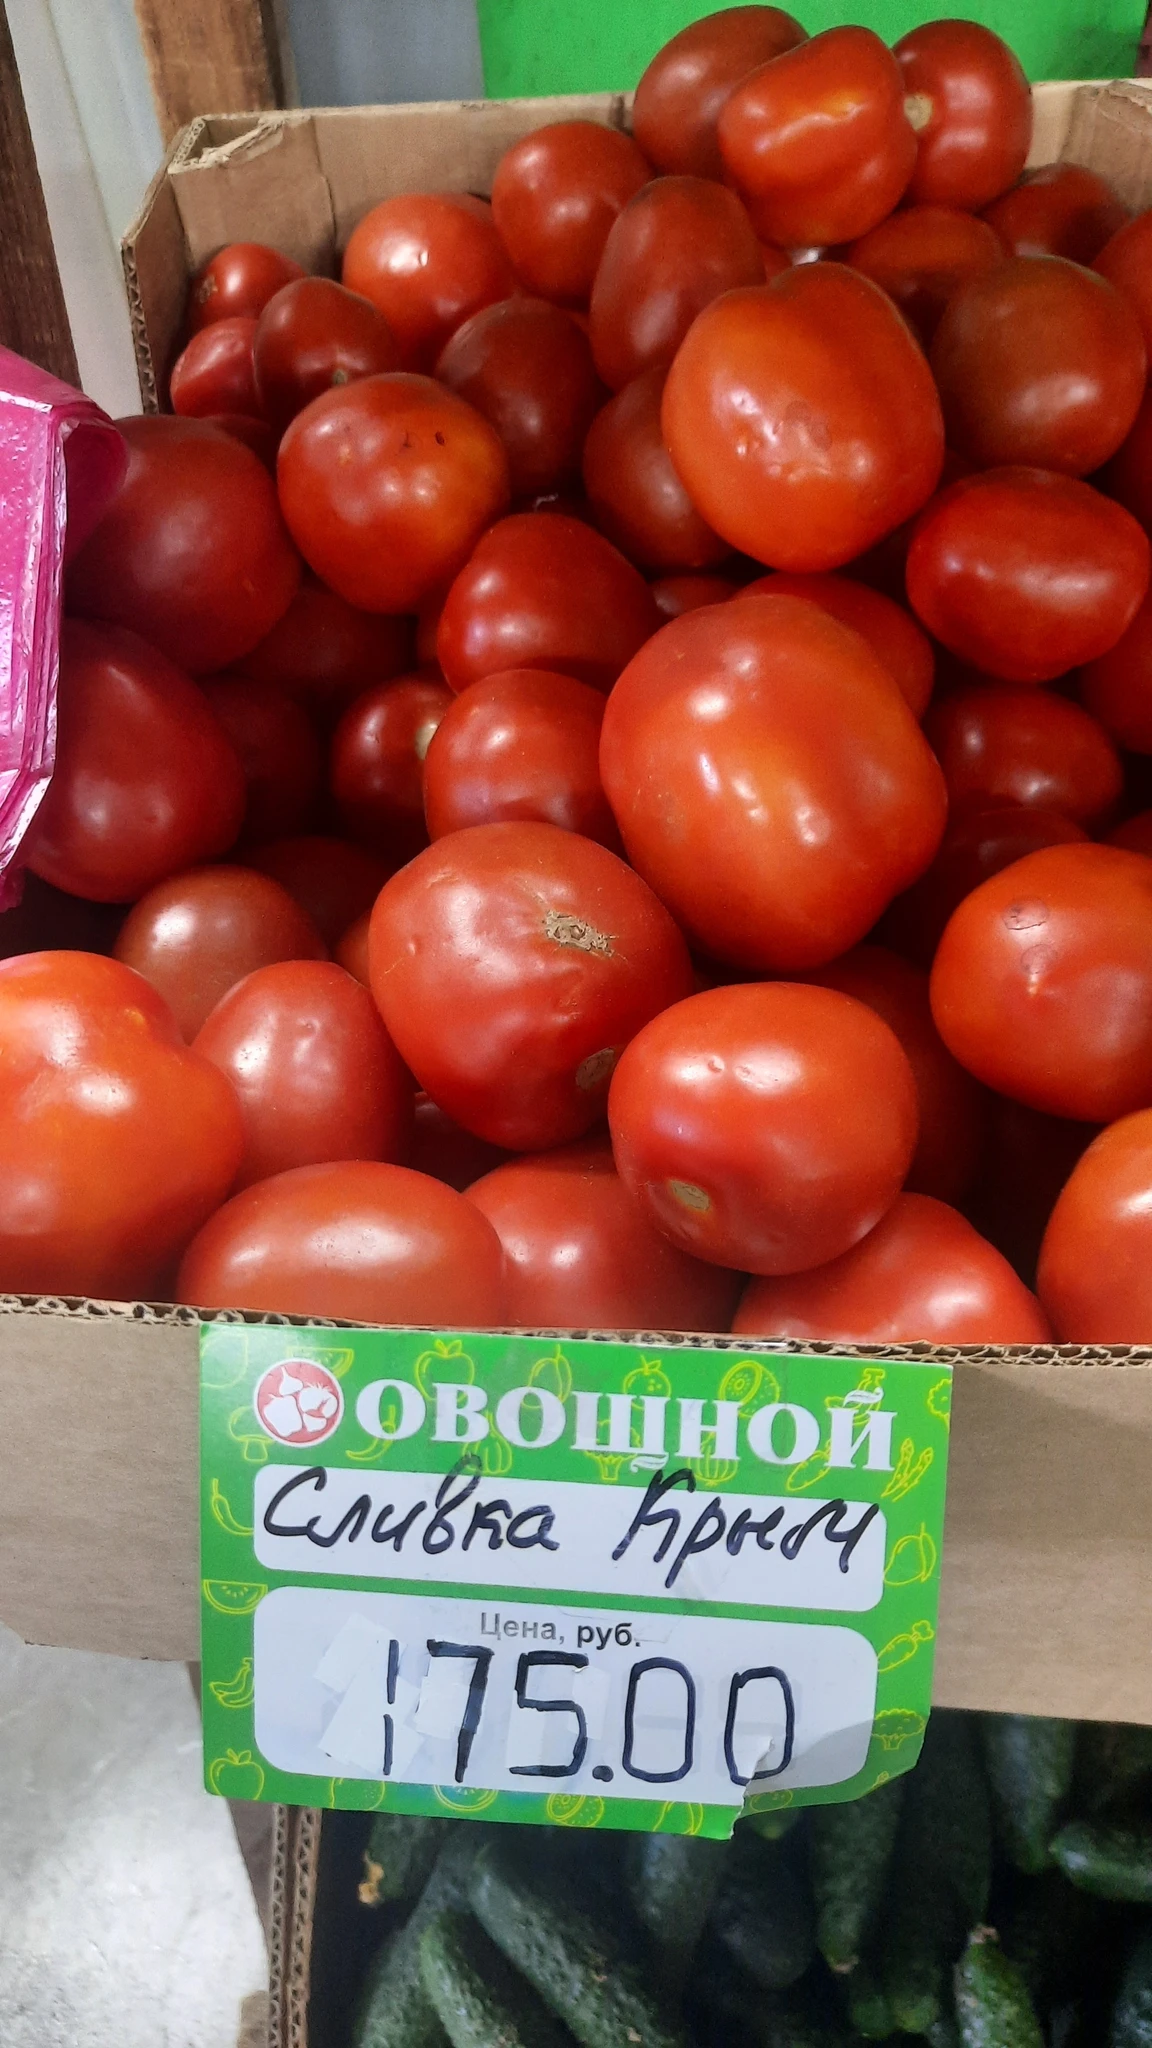 ОВОЩНОЙ
Сливка Крым
Цена, руб.
175.00